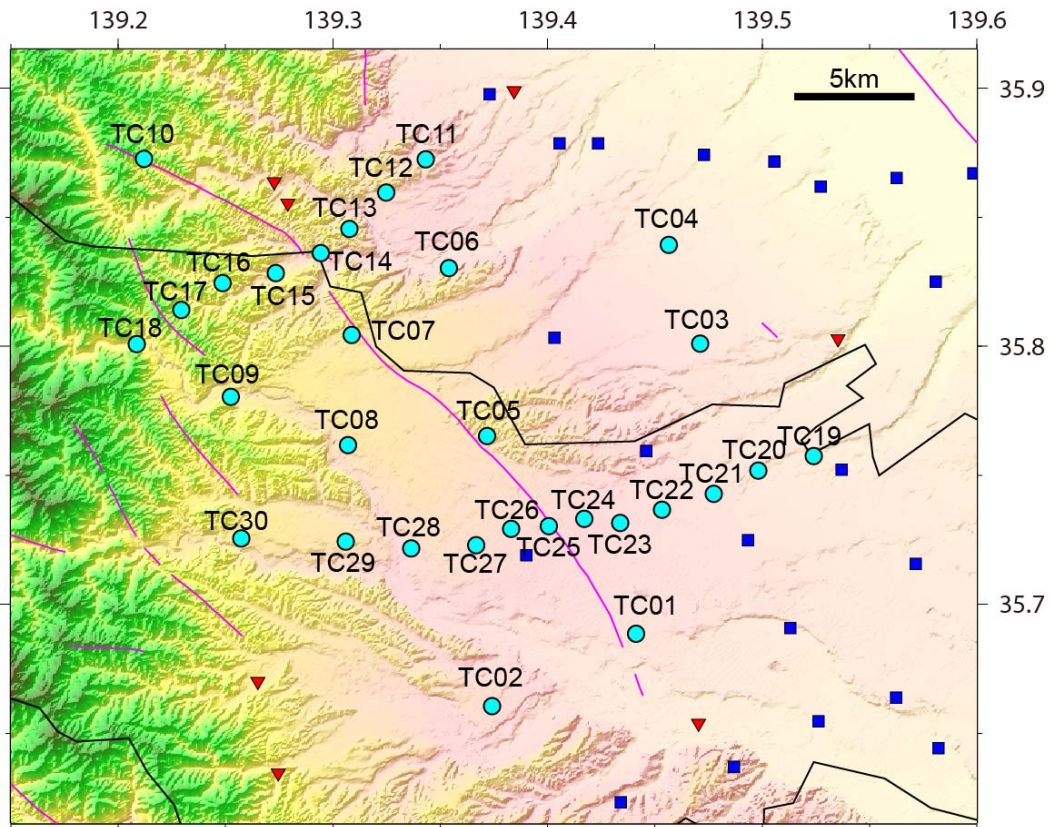 139.2 139.3 139.4 139.5 139.6
35.9
5km
TC10
TC11
TC12
TC13
TC04
TC06
TC14
TC16
TC15
TC17
TC18
TC07
TC03
35.8
TC09
TC05
TC08
TC19
TC20
TC21
TC22
TC24
TC26
TC30
TC28
TC23
TC25
TC29
TC27
35.7
TC01
TC02